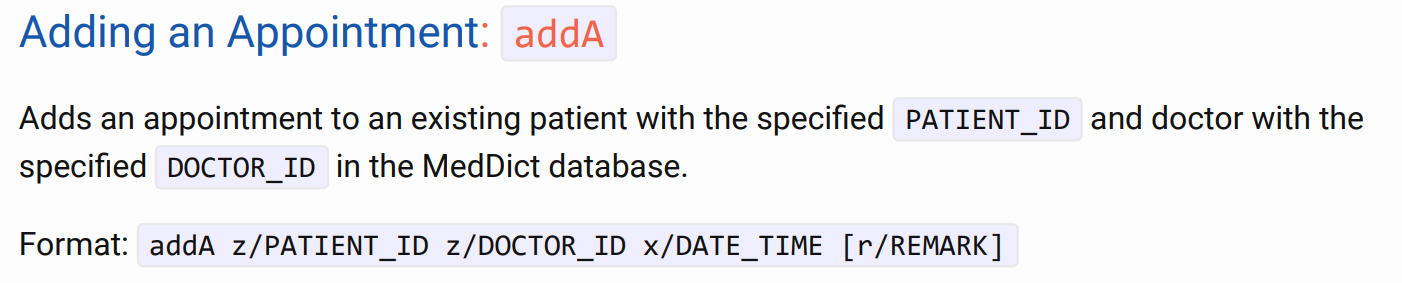 Adding an Appointment: addA
Adds an appointment to an existing patient with the specified PATIENT_ID and doctor with the
specified DOCTOR_ID in the MedDict database.
Format: addA z/PATIENT_ID z/DOCTOR_ID x/DATE_TIME [r/REMARK]